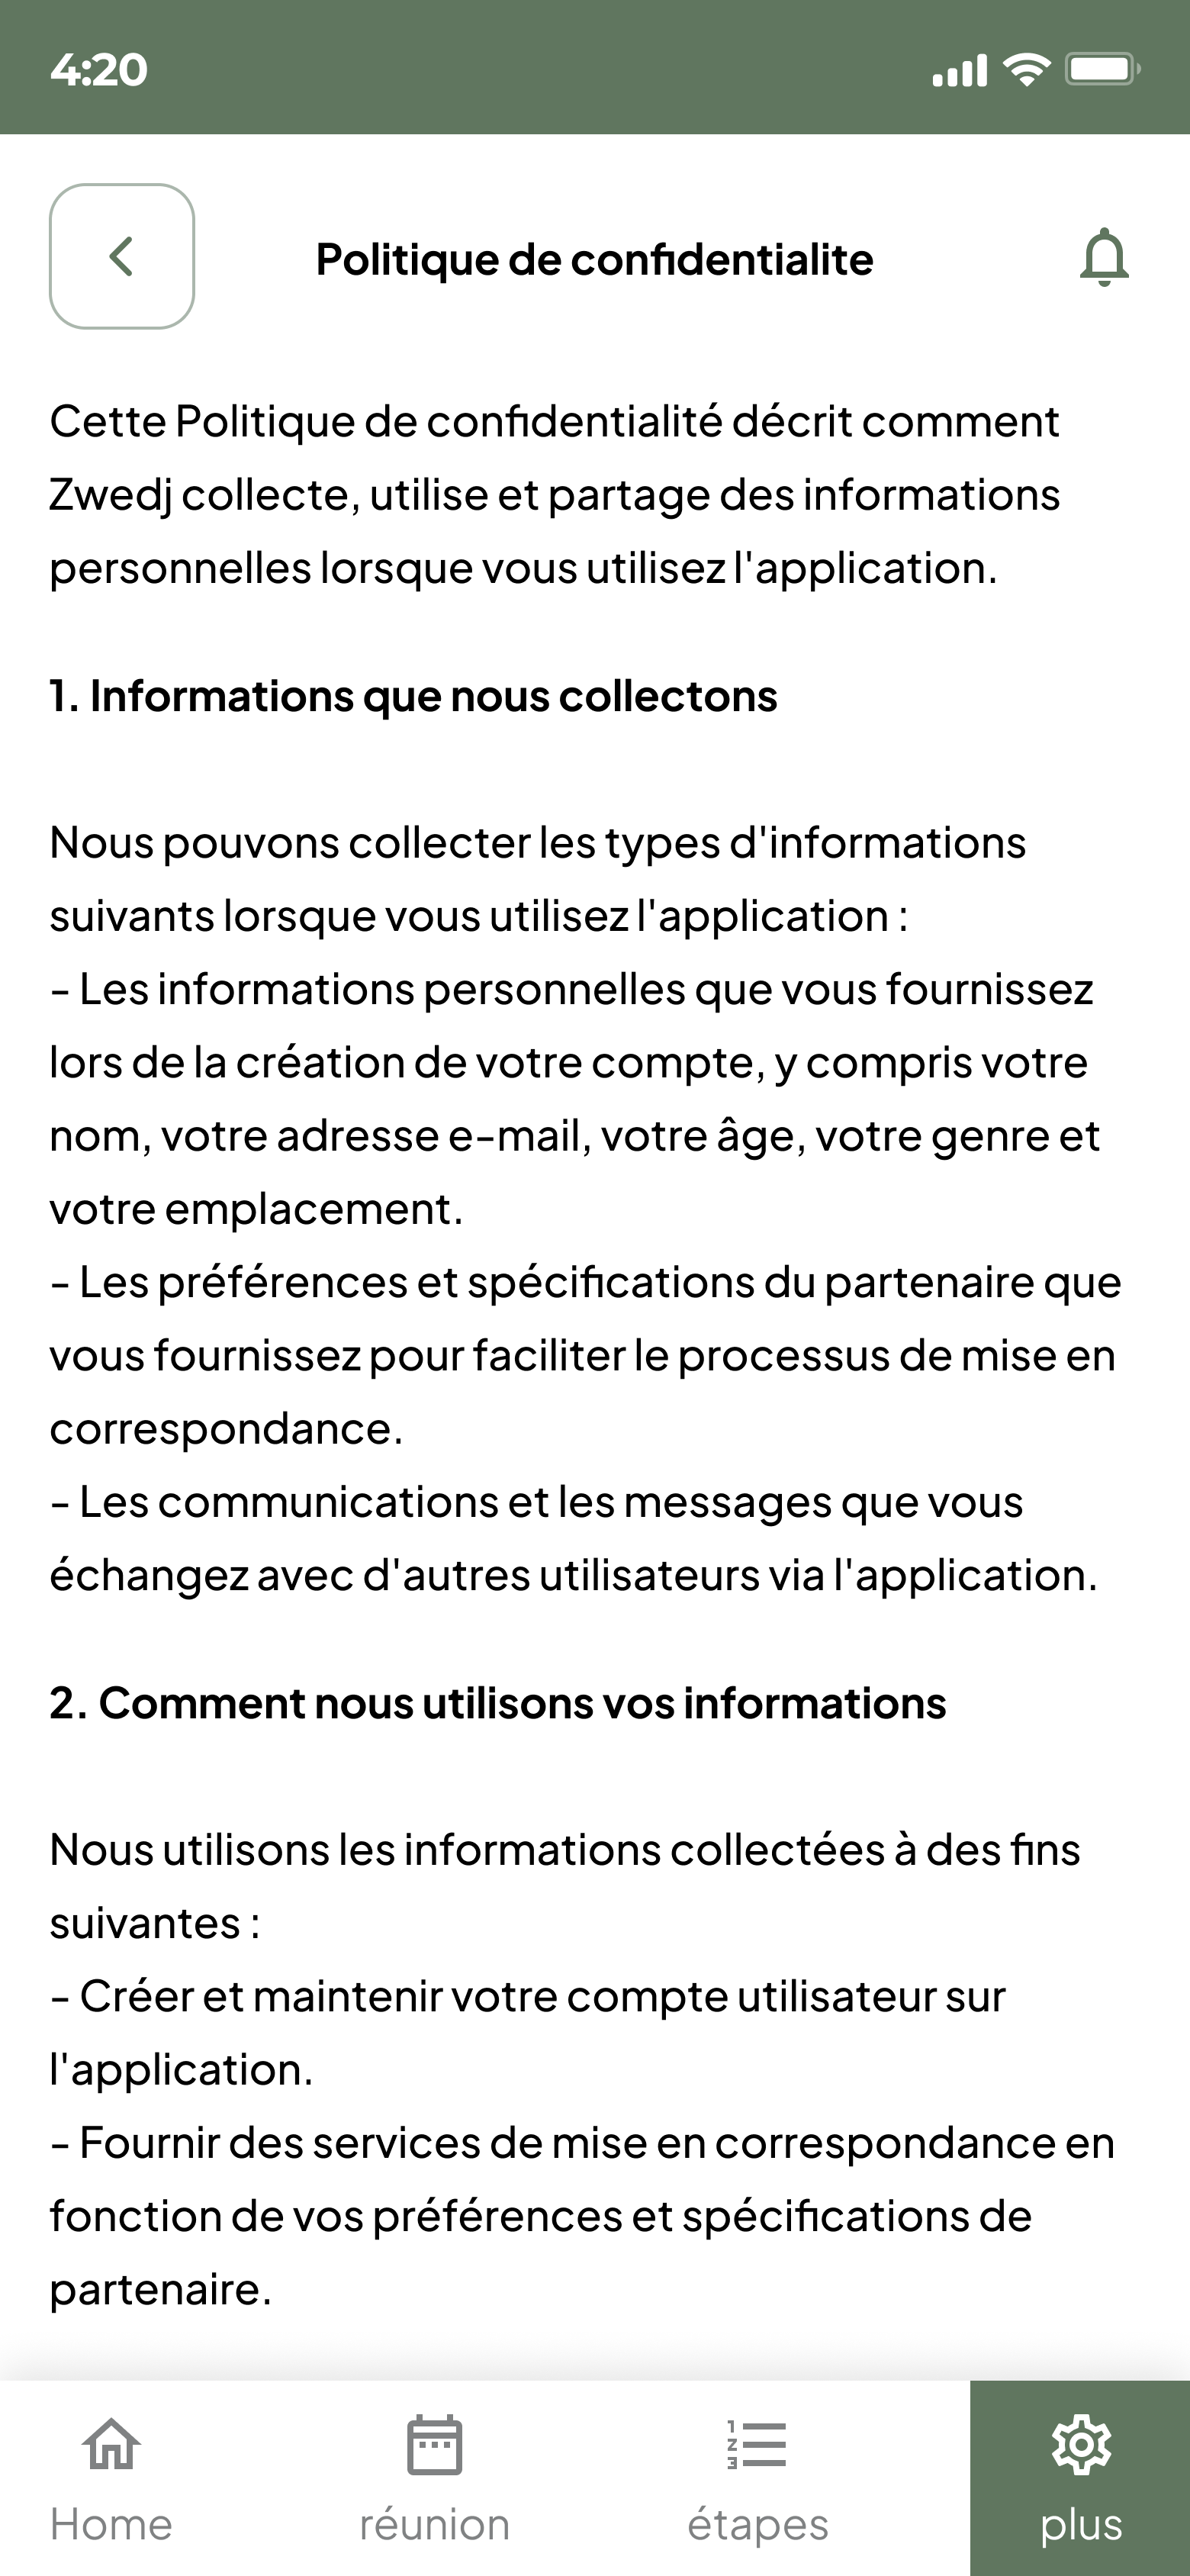 4:20
Politique de confidentialite
Cette Politique de confidentialité décrit comment
Zwedj collecte, utilise et partage des informations
personnelles lorsque vous utilisez l'application.
1. Informations que nous collectons
Nous pouvons collecter les types d'informations
suivants lorsque vous utilisez l'application :
- Les informations personnelles que vous fournissez
lors de la création de votre compte, y compris votre
nom, votre adresse e-mail, votre âge, votre genre et
votre emplacement.
- Les préférences et spécifications du partenaire que
vous fournissez pour faciliter le processus de mise en
correspondance.
- Les communications et les messages que vous
échangez avec d'autres utilisateurs via l'application.
2. Comment nous utilisons vos informations
Nous utilisons les informations collectées à des fins
suivantes :
- Créer et maintenir votre compte utilisateur sur
l'application.
- Fournir des services de mise en correspondance en
fonction de vos préférences et spécifications de
partenaire.
Home réunion étapes plus